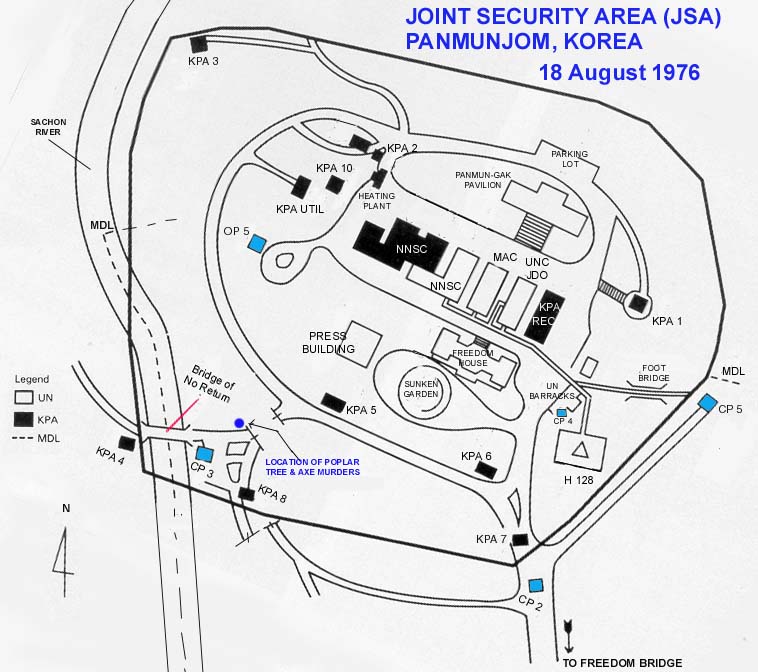 JOINT SECURITY AREA (JSA)
PANMUNJOM, KOREA
18 August 1976
KPA 3
SACHON
RIVER
KPA 2
KPA 10
KPA UTIL
HEATING
PLANT
PARKING
LOT
PANMUN-GAK
PAVILION
MDL
OP 5
NNSC
NNSC
MAC
UNC
JDO
KPA
REC
KPA 1
PRESS
BUILDING
FREEDOM
HOUSE
SUNKEN
GARDEN
FOOT
BRIDGE
MDL
UN
BARRACKS
CP 4
CP 5
Bridge of
No Return
Legend
UN
KPA
MDL
KPA 5
KPA 4
CP 3
LOCATION OF POPLAR
TREE & AXE MURDERS
KPA 6
H 128
KPA 8
N
KPA 7
CP 2
TO FREEDOM BRIDGE